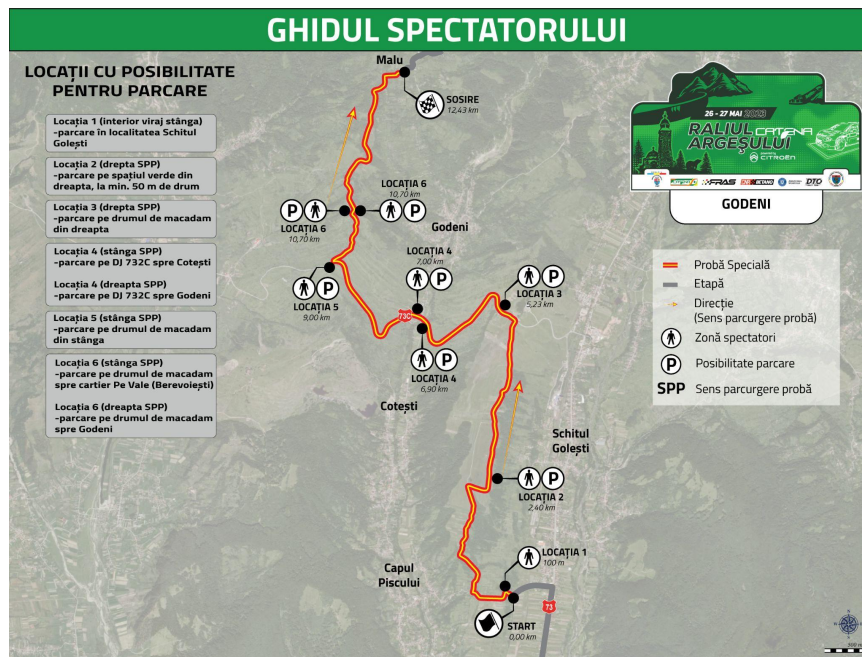 GHIDUL SPECTATORULUI
LOCAȚII CU POSIBILITATE
PENTRU PARCARE
Locația 1 (interior viraj stânga)
-parcare în localitatea Schitul
Golești
Locația 2 (drepta SPP)
-parcare pe spațiul verde din
dreapta, la min. 50 m de drum
Locația 3 (drepta SPP)
-parcare pe drumul de macadam
din dreapta
Locația 4 (stânga SPP)
-parcare pe DJ 732C spre Cotești
Locația 4 (dreapta SPP)
-parcare pe DJ 732C spre Godeni
Locația 5 (stânga SPP)
-parcare pe drumul de macadam
din stânga
Locația 6 (stânga SPP)
-parcare pe drumul de macadam
spre cartier Pe Vale (Berevoiești)
Locația 6 (dreapta SPP)
-parcare pe drumul de macadam
spre Godeni
Malu
SOSIRE
12,43 km
LOCAȚIA 6
10,70 km
P
P
LOCAȚIA 6
10,70 km
Godeni
LOCAȚIA 4
7,00 km
P
P
LOCAȚIA 5
9,00 km
P
LOCAȚIA 3
5,23 km
73C
P
LOCAȚIA 4
6,90 km
Cotești
Schitul
Golești
P
LOCAȚIA 2
2,40 km
LOCAȚIA 1
100 m
Capul
Piscului
73
START
0,00 km
26 - 27 MAI 2023
RALIUL CATENA
ARGEȘULUI
powered by
CITROËN
FRAS
BETANO
DTO
GODENI
Probă Specială
Etapă
Direcție
(Sens parcurgere probă)
Zonă spectatori
P Posibilitate parcare
SPP Sens parcurgere probă
N